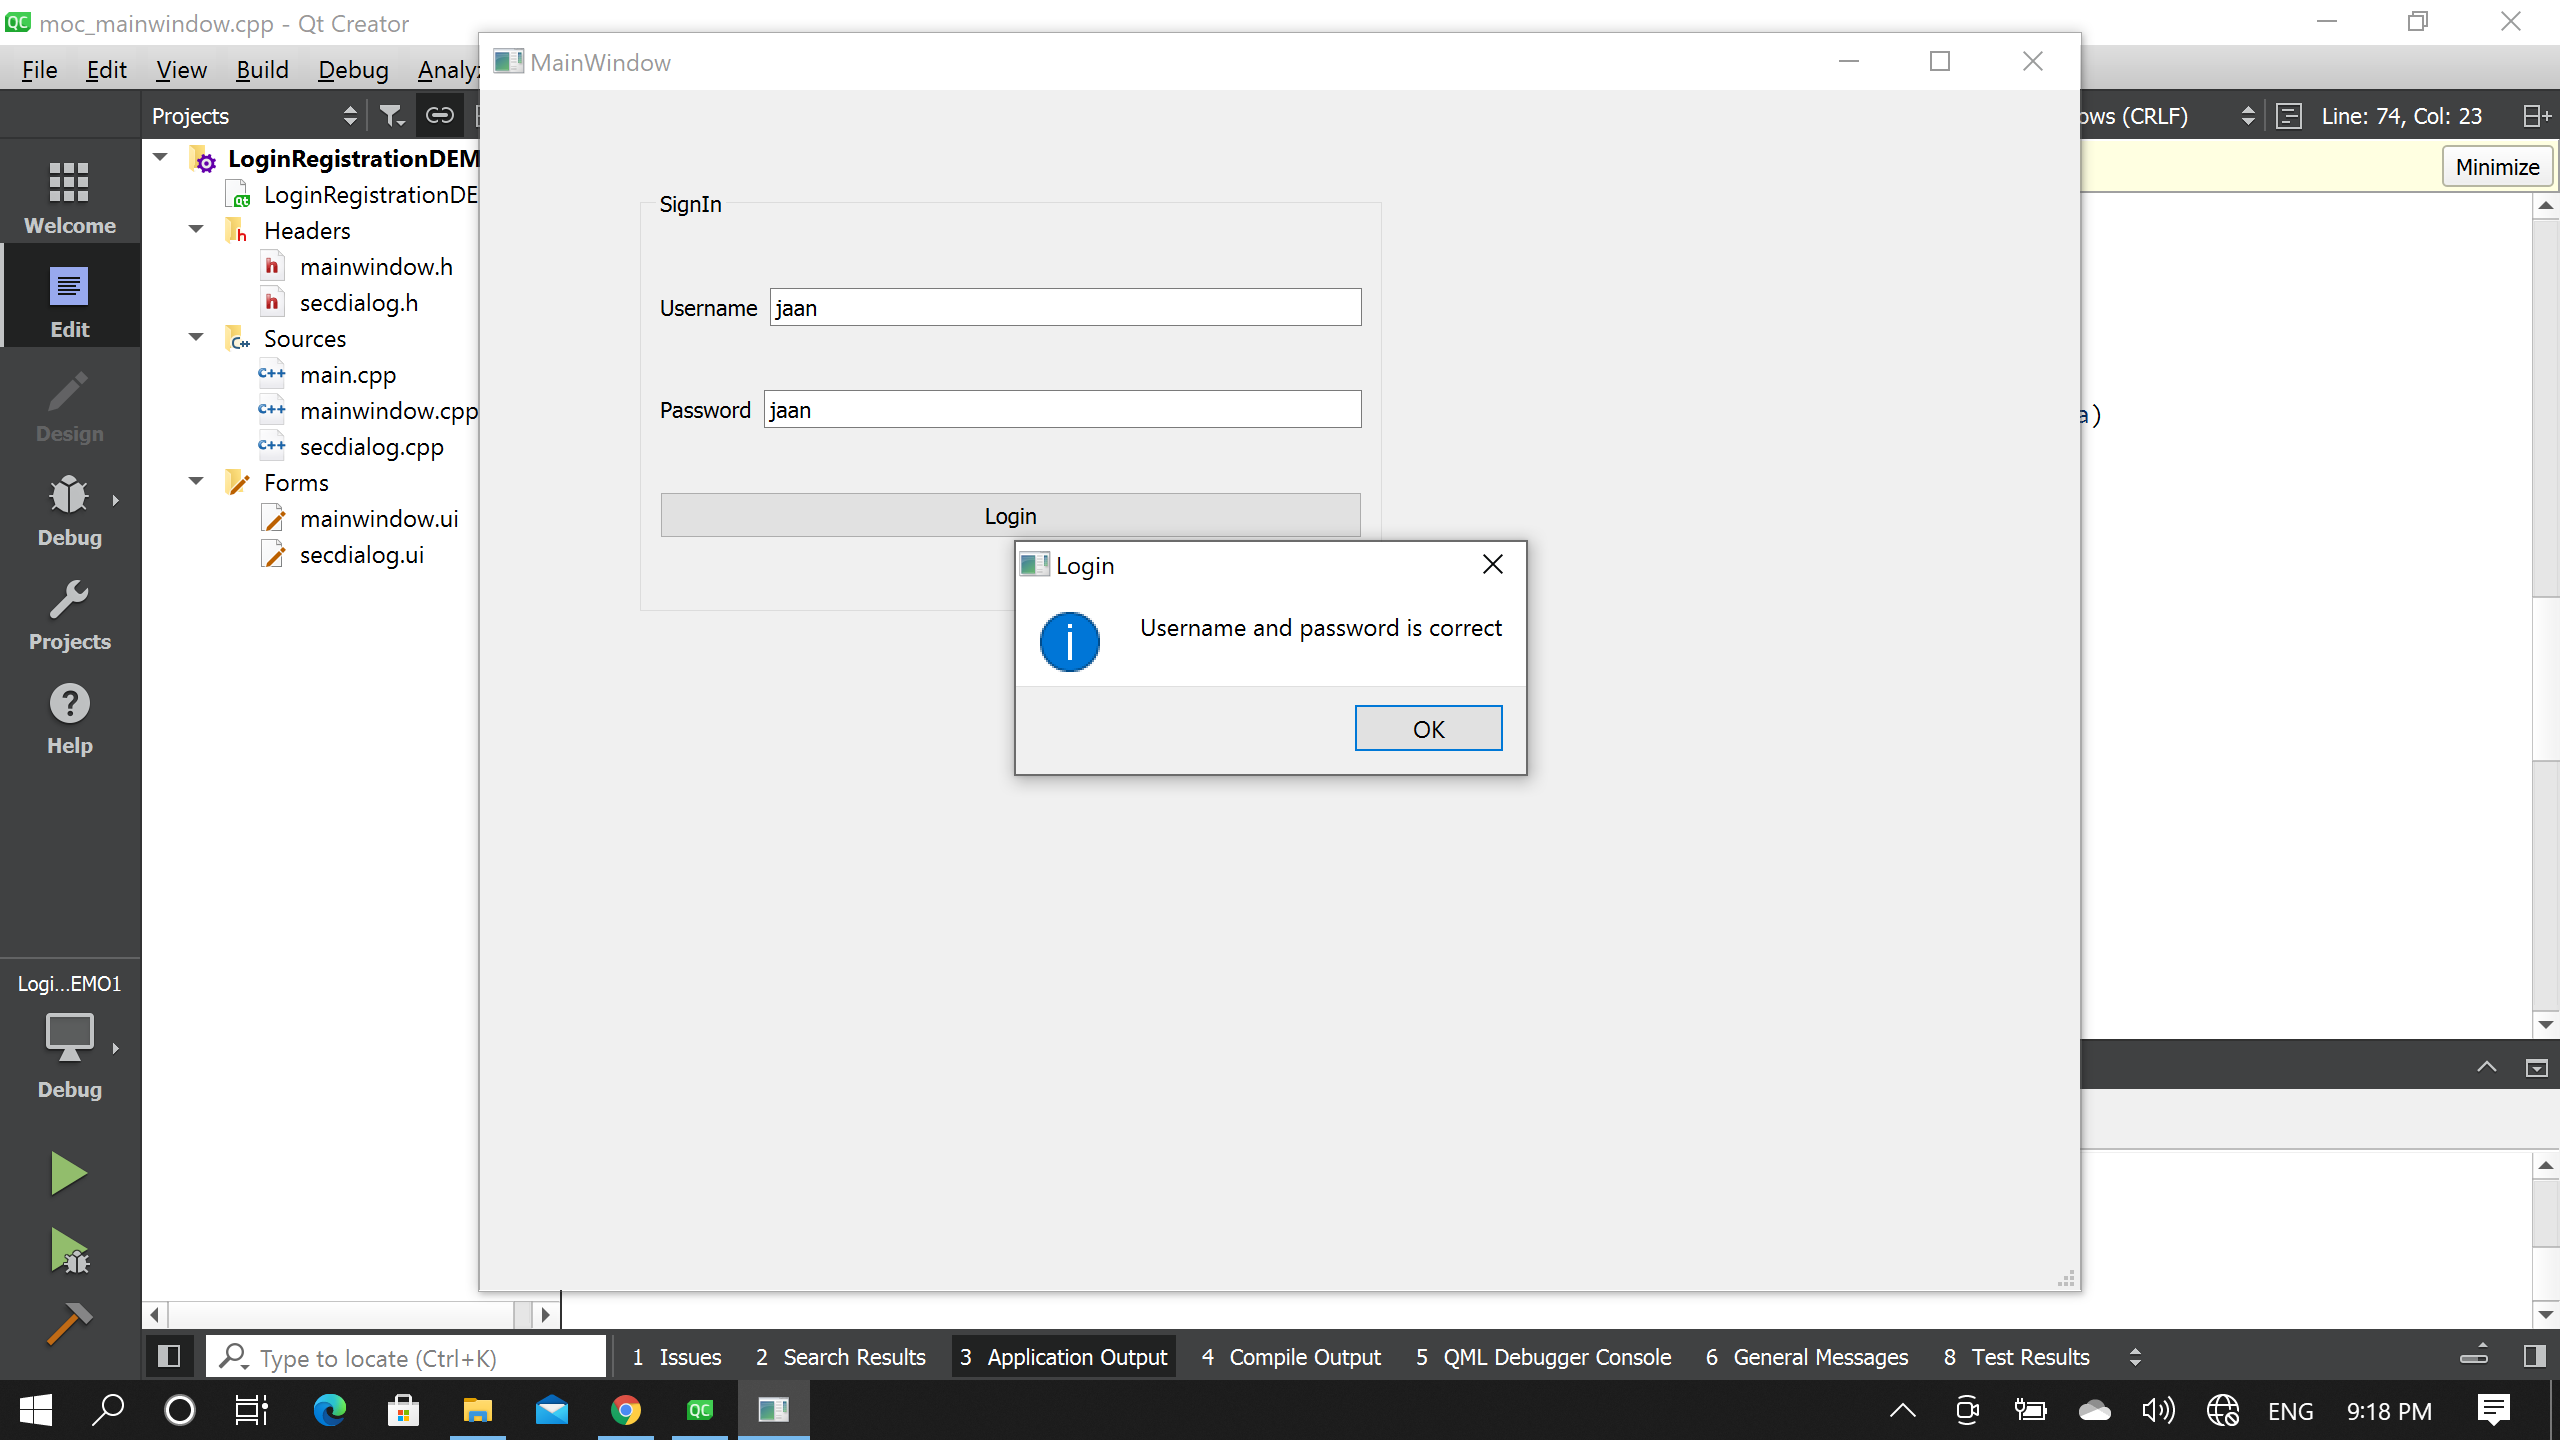 moc_mainwindow.cpp - Qt Creator
File Edit View Build Debug
MainWindow
Projects
ows (CRLF) Line: 74, Col: 23
Minimize
LoginRegistrationDEM
LoginRegistrationDE
Headers
mainwindow.h
secdialog.h
Sources
main.cpp
mainwindow.cpp
secdialog.cpp
Forms
mainwindow.ui
secdialog.ui
Welcome
Edit
Design
Debug
Projects
Help
Logi...EMO1
Debug
SignIn
Username jaan
Password jaan
Login
Login
Username and password is correct
OK
a)
Type to locate (Ctrl+K) 1 Issues 2 Search Results 3 Application Output 4 Compile Output 5 QML Debugger Console 6 General Messages 8 Test Results
ENG 9:18 PM